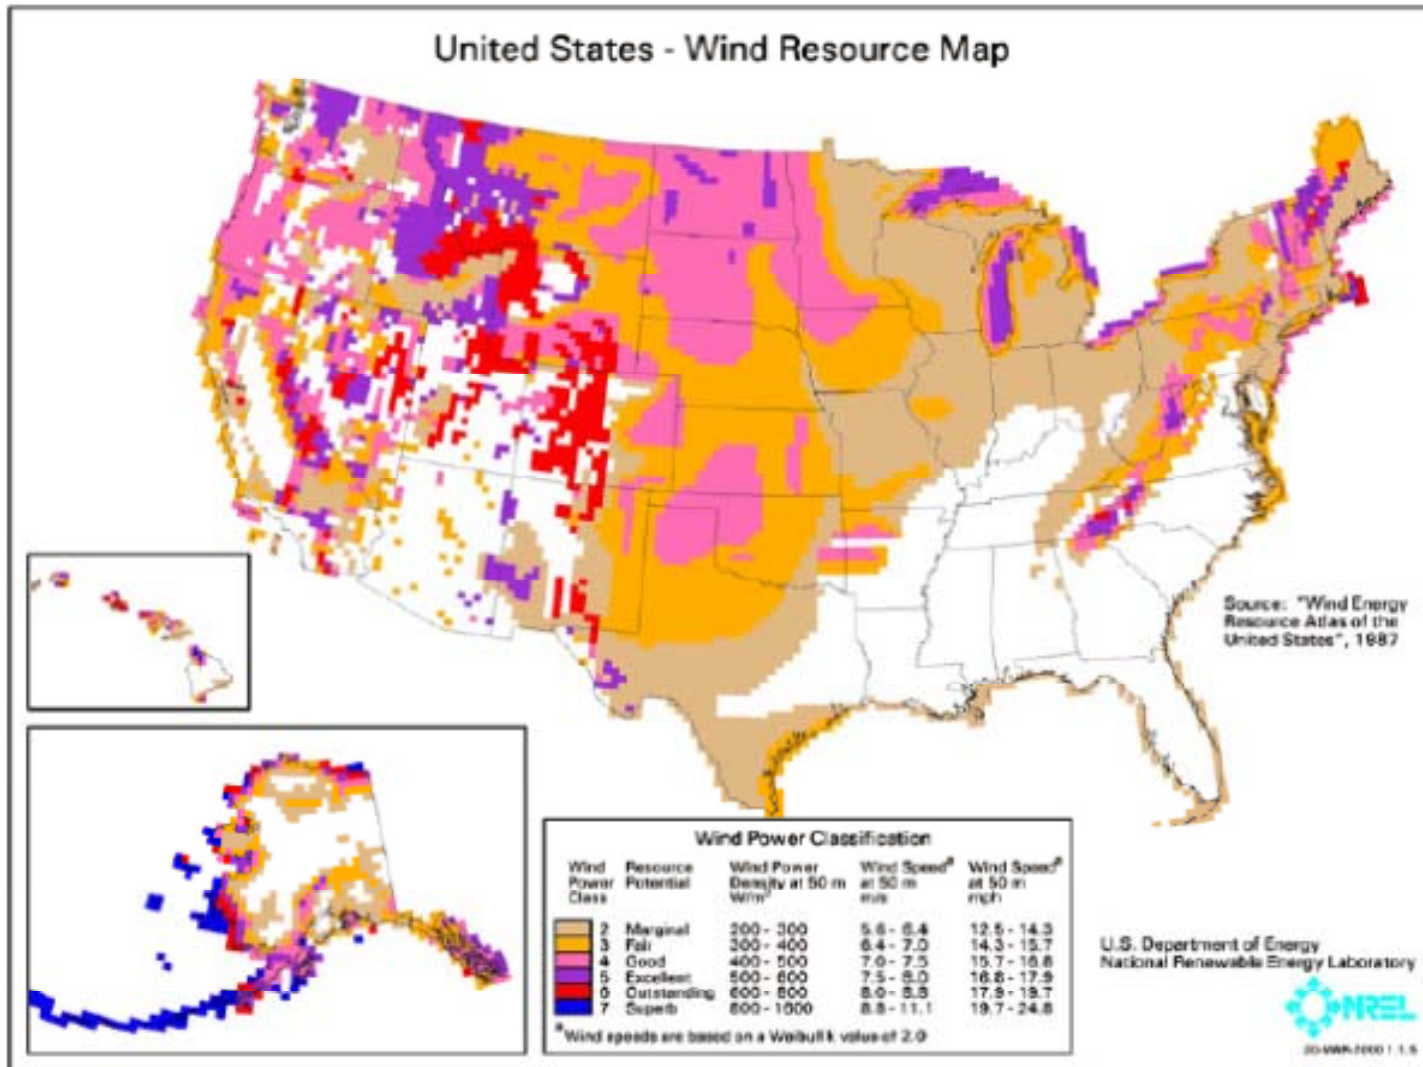 United States - Wind Resource Map
Source: "Wind Energy
Resource Atlas of the
United States", 1987
Wind Power Classification
Wind Power Class Resource Potential Wind Power Density at 50 m W/m² Wind Speedª at 50 m m/s Wind Speedª at 50 m mph
2 Marginal 200 - 300 5.6 - 6.4 12.5 - 14.3
3 Fair 300 - 400 6.4 - 7.0 14.3 - 15.7
4 Good 400 - 500 7.0 - 7.5 15.7 - 16.8
5 Excellent 500 - 600 7.5 - 8.0 16.8 - 17.9
6 Outstanding 600 - 800 8.0 - 8.8 17.9 - 19.7
7 Superb 800 - 1600 8.8 - 11.1 19.7 - 24.8
ªWind speeds are based on a Weibull k value of 2.0
U.S. Department of Energy
National Renewable Energy Laboratory
NREL